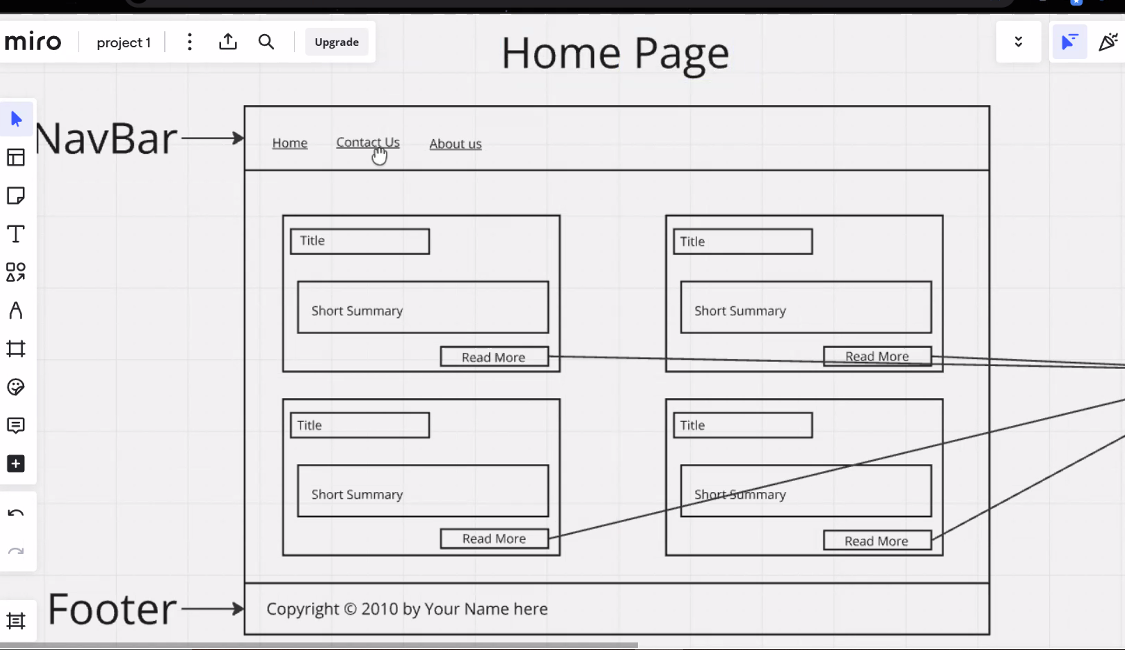 miro
project 1
Upgrade
Home Page
NavBar
Home Contact Us About us
Title
Short Summary
Read More
Title
Short Summary
Read More
Title
Short Summary
Read More
Title
Short Summary
Read More
Footer
Copyright © 2010 by Your Name here